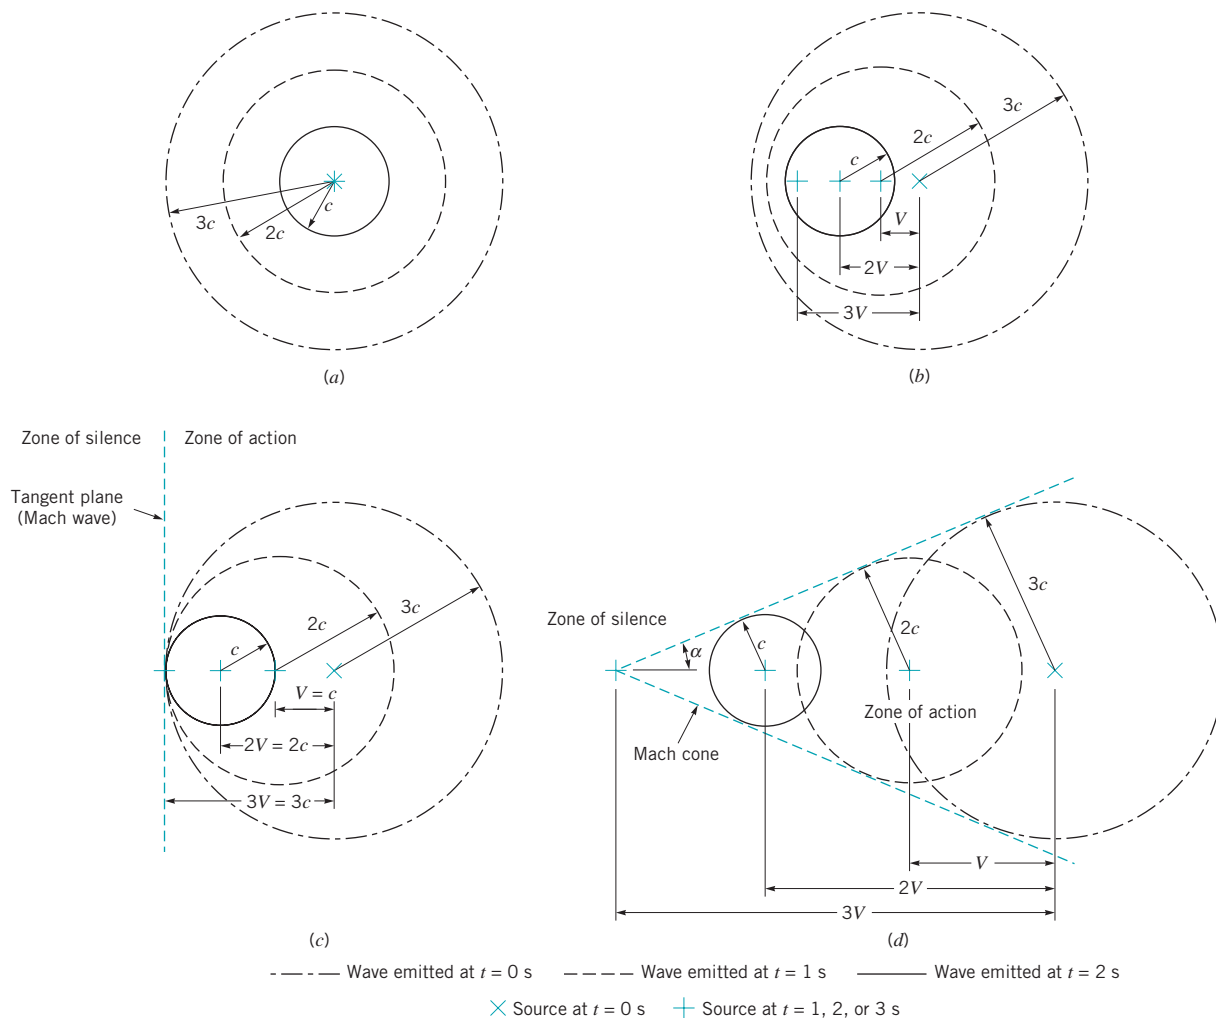 3c
2c
c
(a)
3c
2c
c
V
2V
3V
(b)
Zone of silence
Zone of action
Tangent plane
(Mach wave)
3c
2c
c
V = c
2V = 2c
3V = 3c
(c)
Zone of silence
α
c
2c
3c
Zone of action
Mach cone
V
2V
3V
(d)
Wave emitted at t = 0 s
Wave emitted at t = 1 s
Wave emitted at t = 2 s
Source at t = 0 s
Source at t = 1, 2, or 3 s